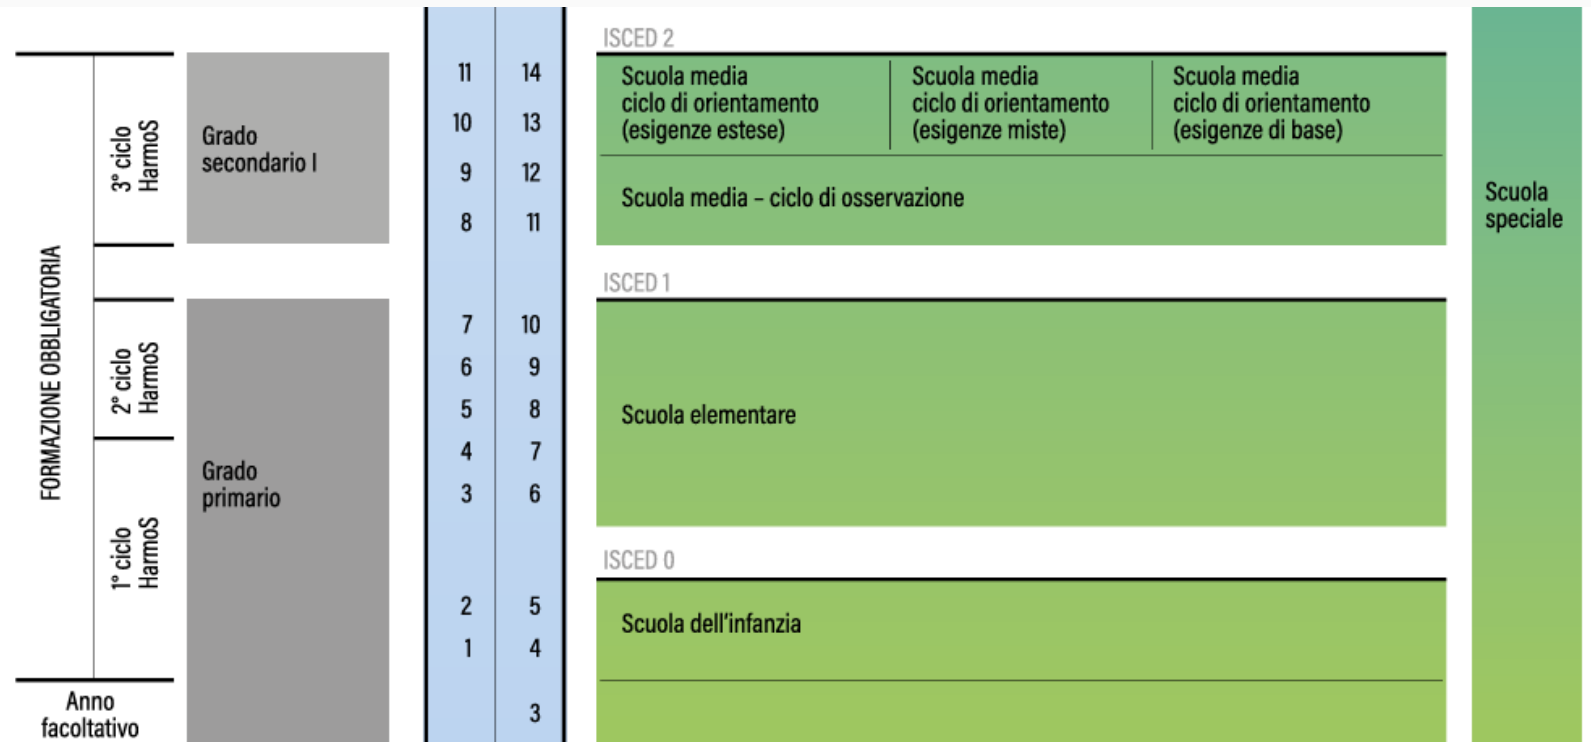 ISCED 2
FORMAZIONE OBBLIGATORIA
3° ciclo
HarmoS
Grado
secondario I
11 14
10 13
9 12
8 11
Scuola media
ciclo di orientamento
(esigenze estese)
Scuola media
ciclo di orientamento
(esigenze miste)
Scuola media
ciclo di orientamento
(esigenze di base)
Scuola media – ciclo di osservazione
Scuola
speciale
ISCED 1
2° ciclo
HarmoS
7 10
6 9
5 8
4 7
3 6
Scuola elementare
Grado
primario
1° ciclo
HarmoS
ISCED 0
2 5
1 4
Scuola dell'infanzia
Anno
facoltativo
3